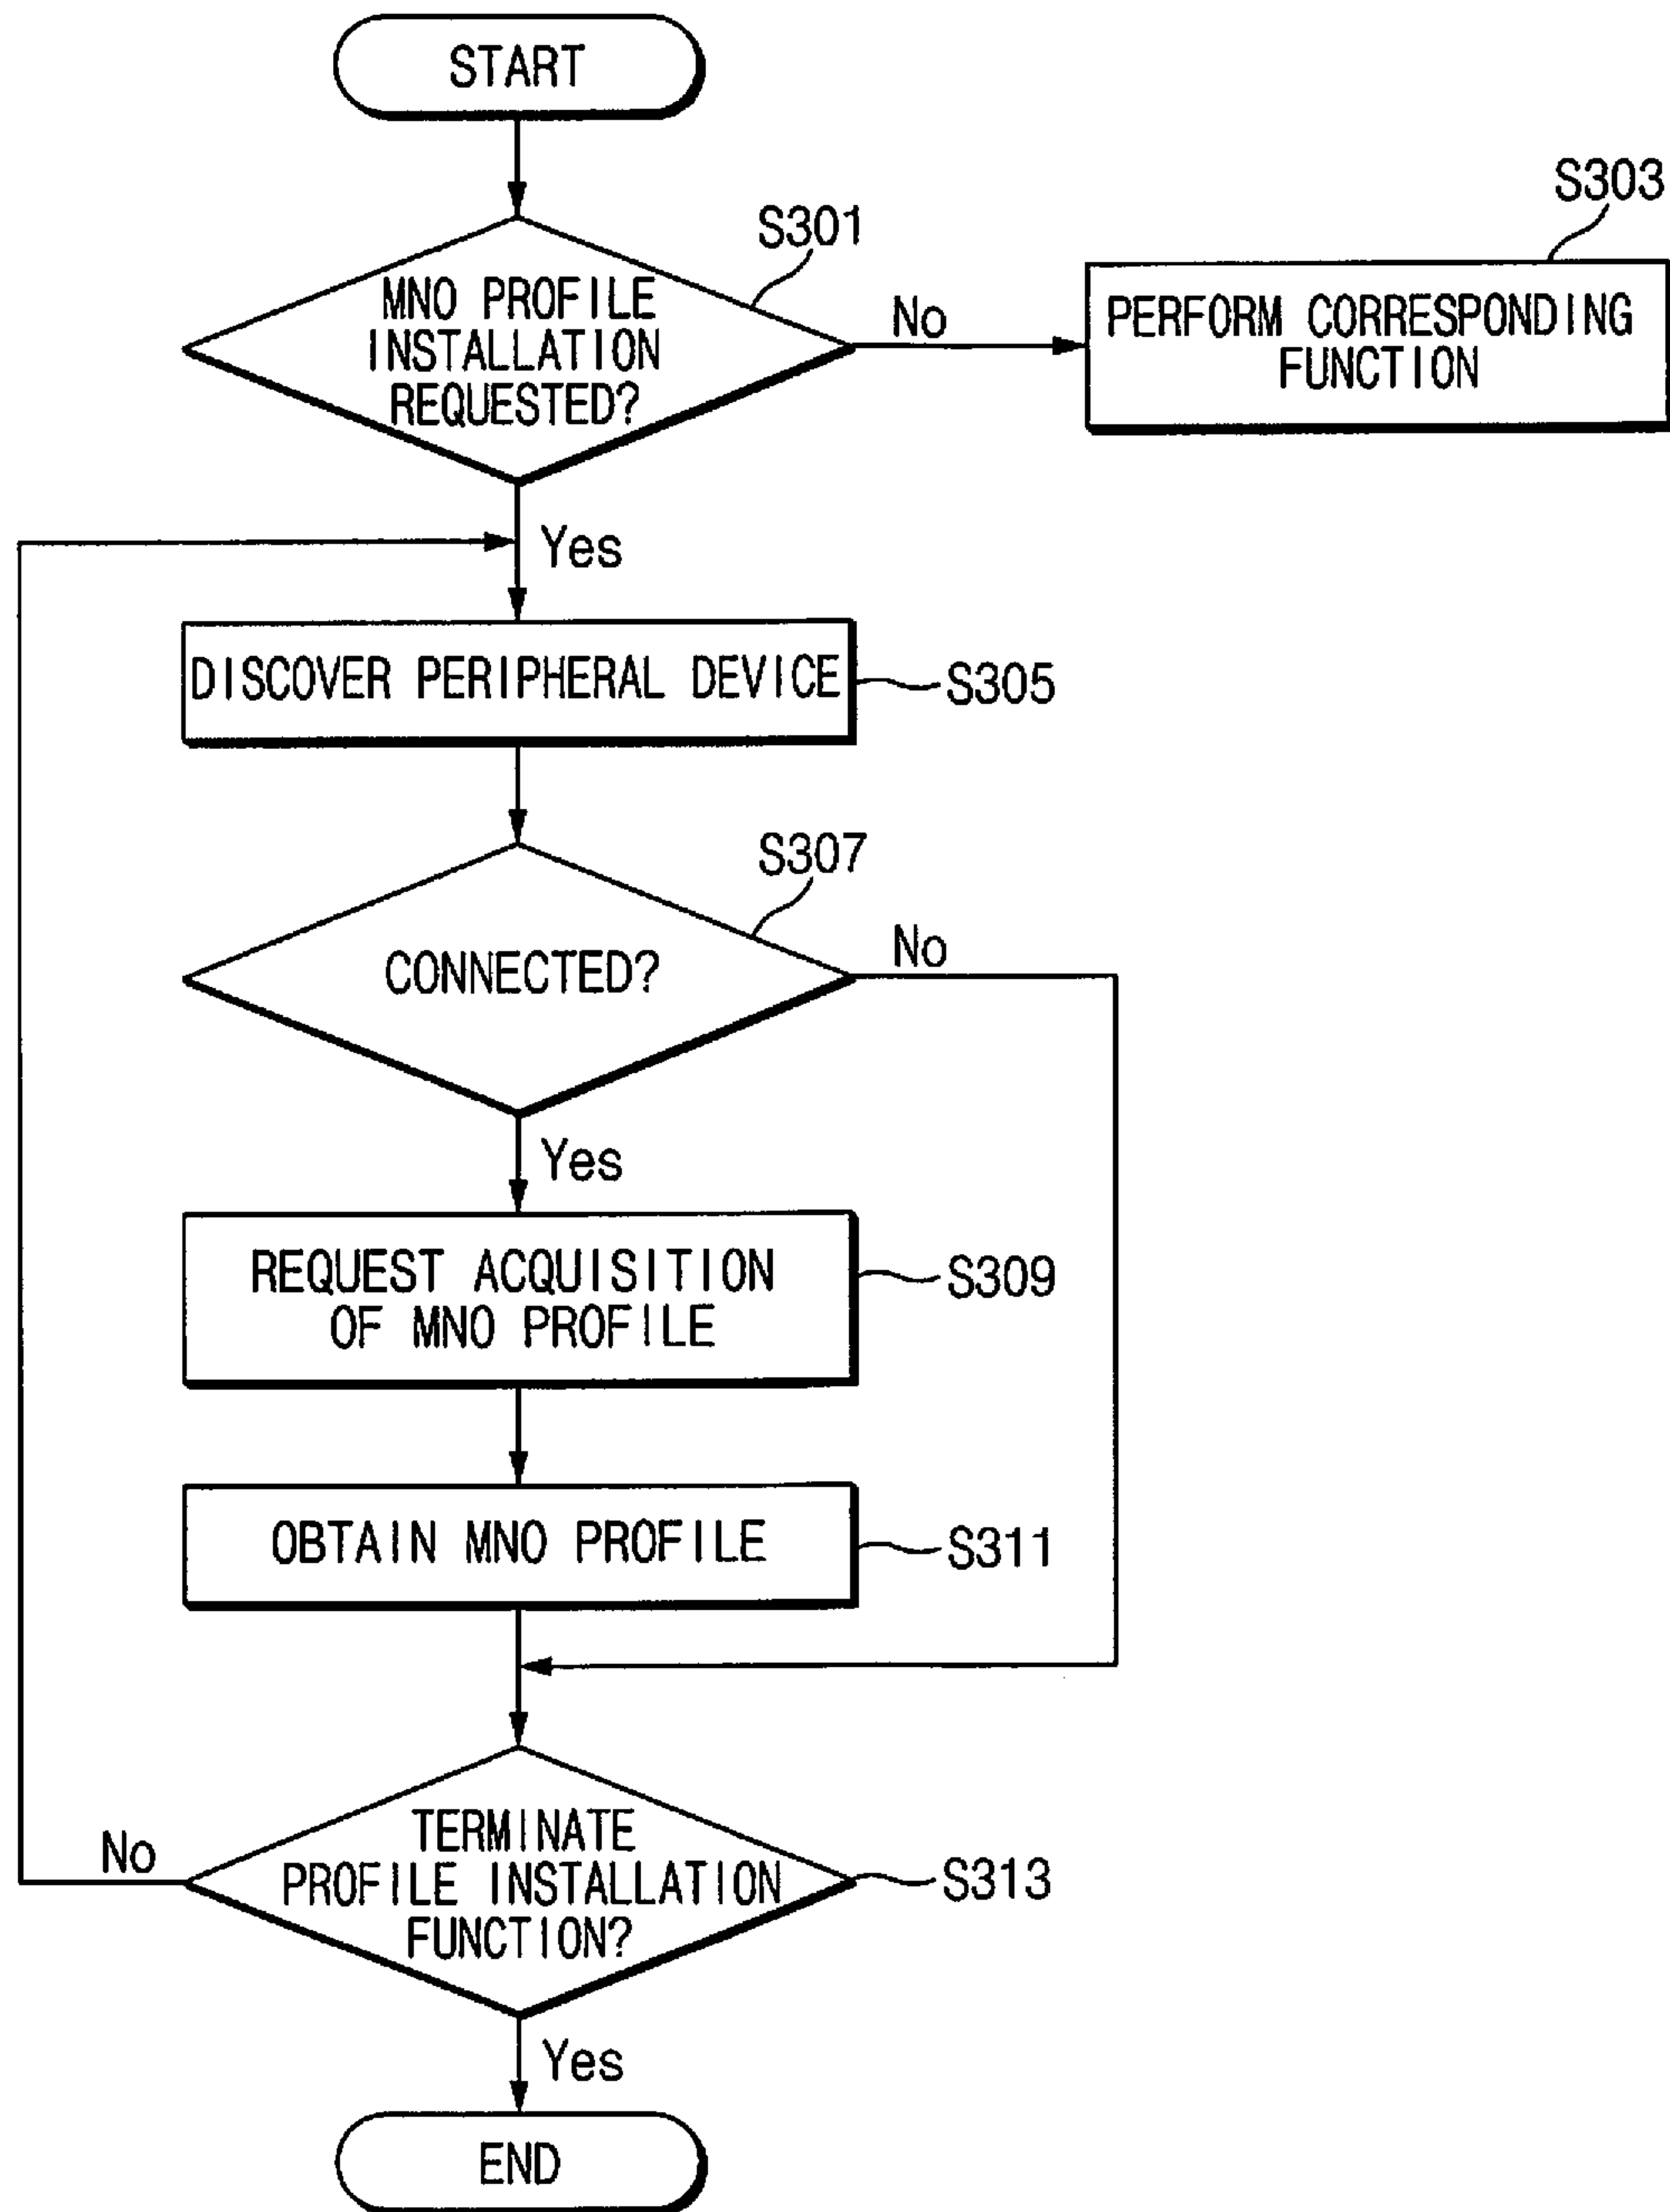 START
S301
S303
MNO PROFILE
INSTALLATION
REQUESTED?
No
PERFORM CORRESPONDING
FUNCTION
Yes
DISCOVER PERIPHERAL DEVICE
S305
S307
CONNECTED?
No
Yes
REQUEST ACQUISITION
OF MNO PROFILE
S309
OBTAIN MNO PROFILE
S311
TERMINATE
PROFILE INSTALLATION
FUNCTION?
No
S313
Yes
END